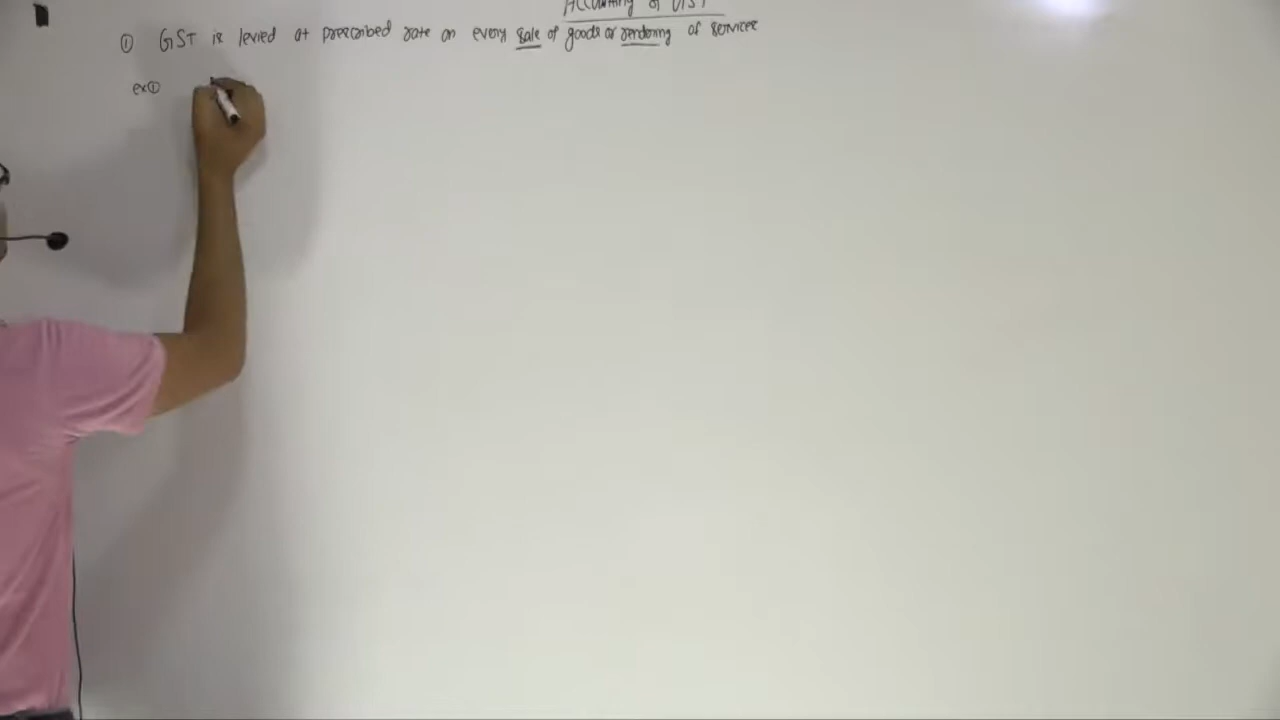 Accounting of GST
① GST is levied at prescribed rate on every sale of goods or rendering of services
ex①